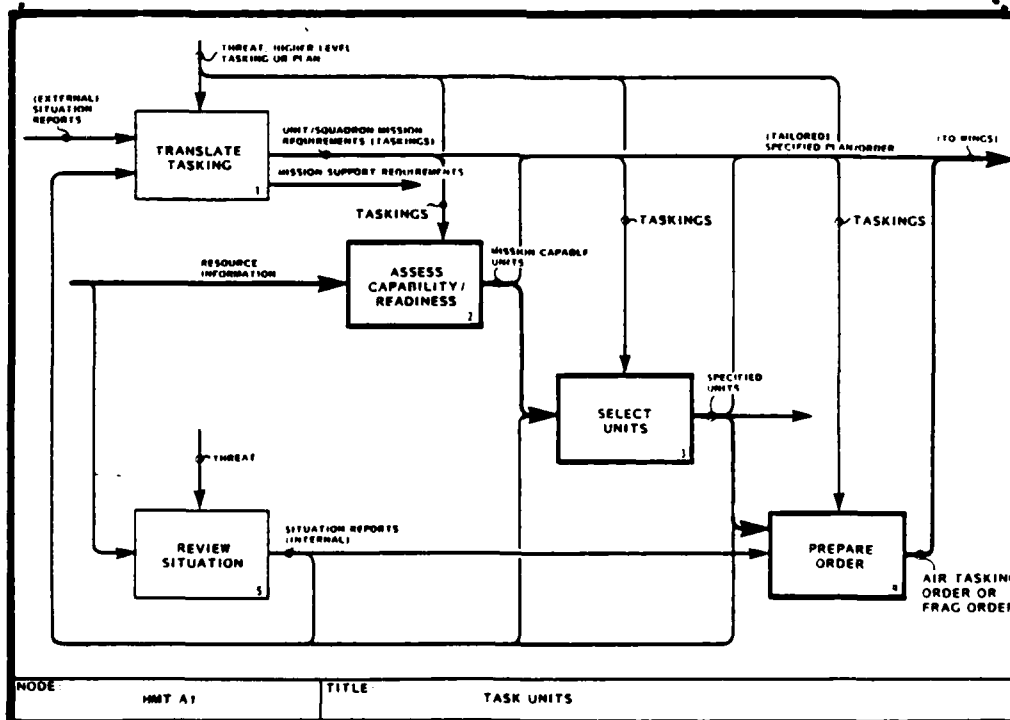 THREAT, HIGHER LEVEL
TASKING OR PLAN
(EXTERNAL)
SITUATION
REPORTS
TRANSLATE
TASKING
1
UNIT/SQUADRON MISSION
REQUIREMENTS (TASKINGS)
MISSION SUPPORT REQUIREMENTS
(TAILORED)
SPECIFIED PLAN/ORDER
(TO WINGS)
TASKINGS
TASKINGS
TASKINGS
RESOURCE
INFORMATION
ASSESS
CAPABILITY/
READINESS
2
MISSION CAPABLE
UNITS
SELECT
UNITS
3
SPECIFIED
UNITS
THREAT
REVIEW
SITUATION
5
SITUATION REPORTS
(INTERNAL)
PREPARE
ORDER
4
AIR TASKING
ORDER OR
FRAG ORDER
NODE:
HMT A1
TITLE:
TASK UNITS